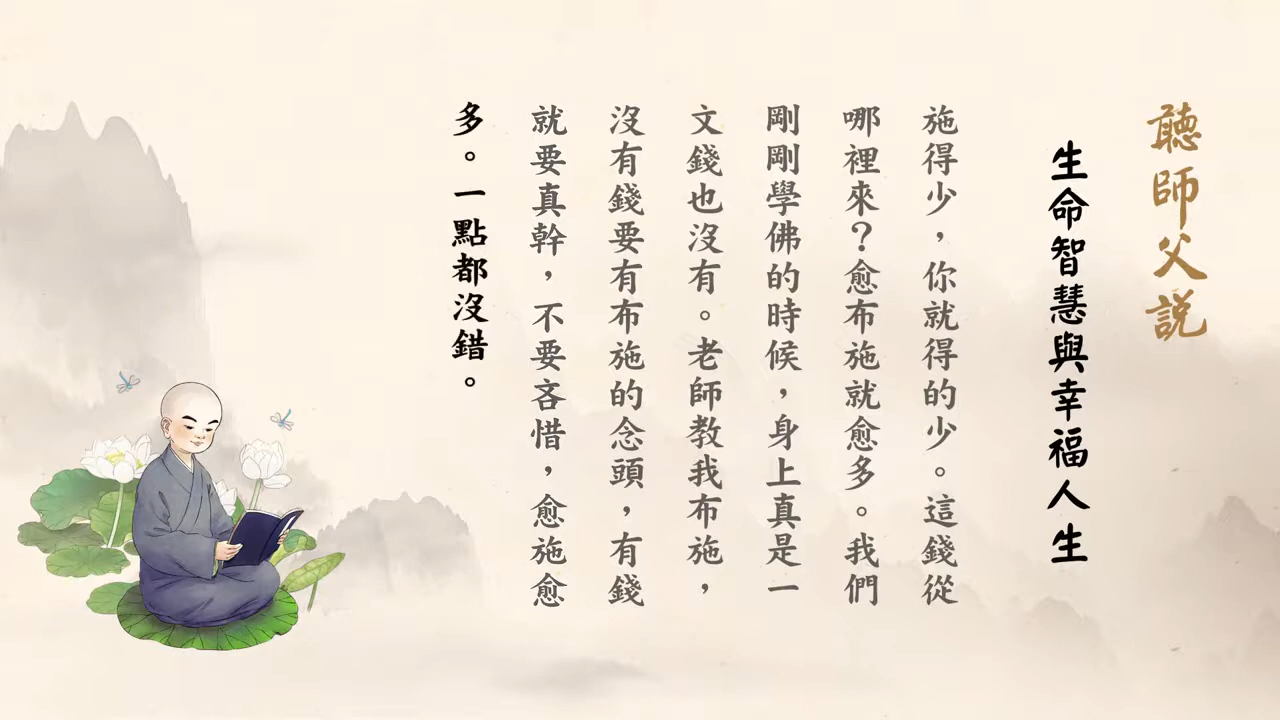 聽師父說
生命智慧與幸福人生
施得少，你就得的少。這錢從
哪裡來？愈布施就愈多。我們
剛剛學佛的時候，身上真是一
文錢也沒有。老師教我布施，
沒有錢要有布施的念頭，有錢
就要真幹，不要吝惜，愈施愈
多。一點都沒錯。